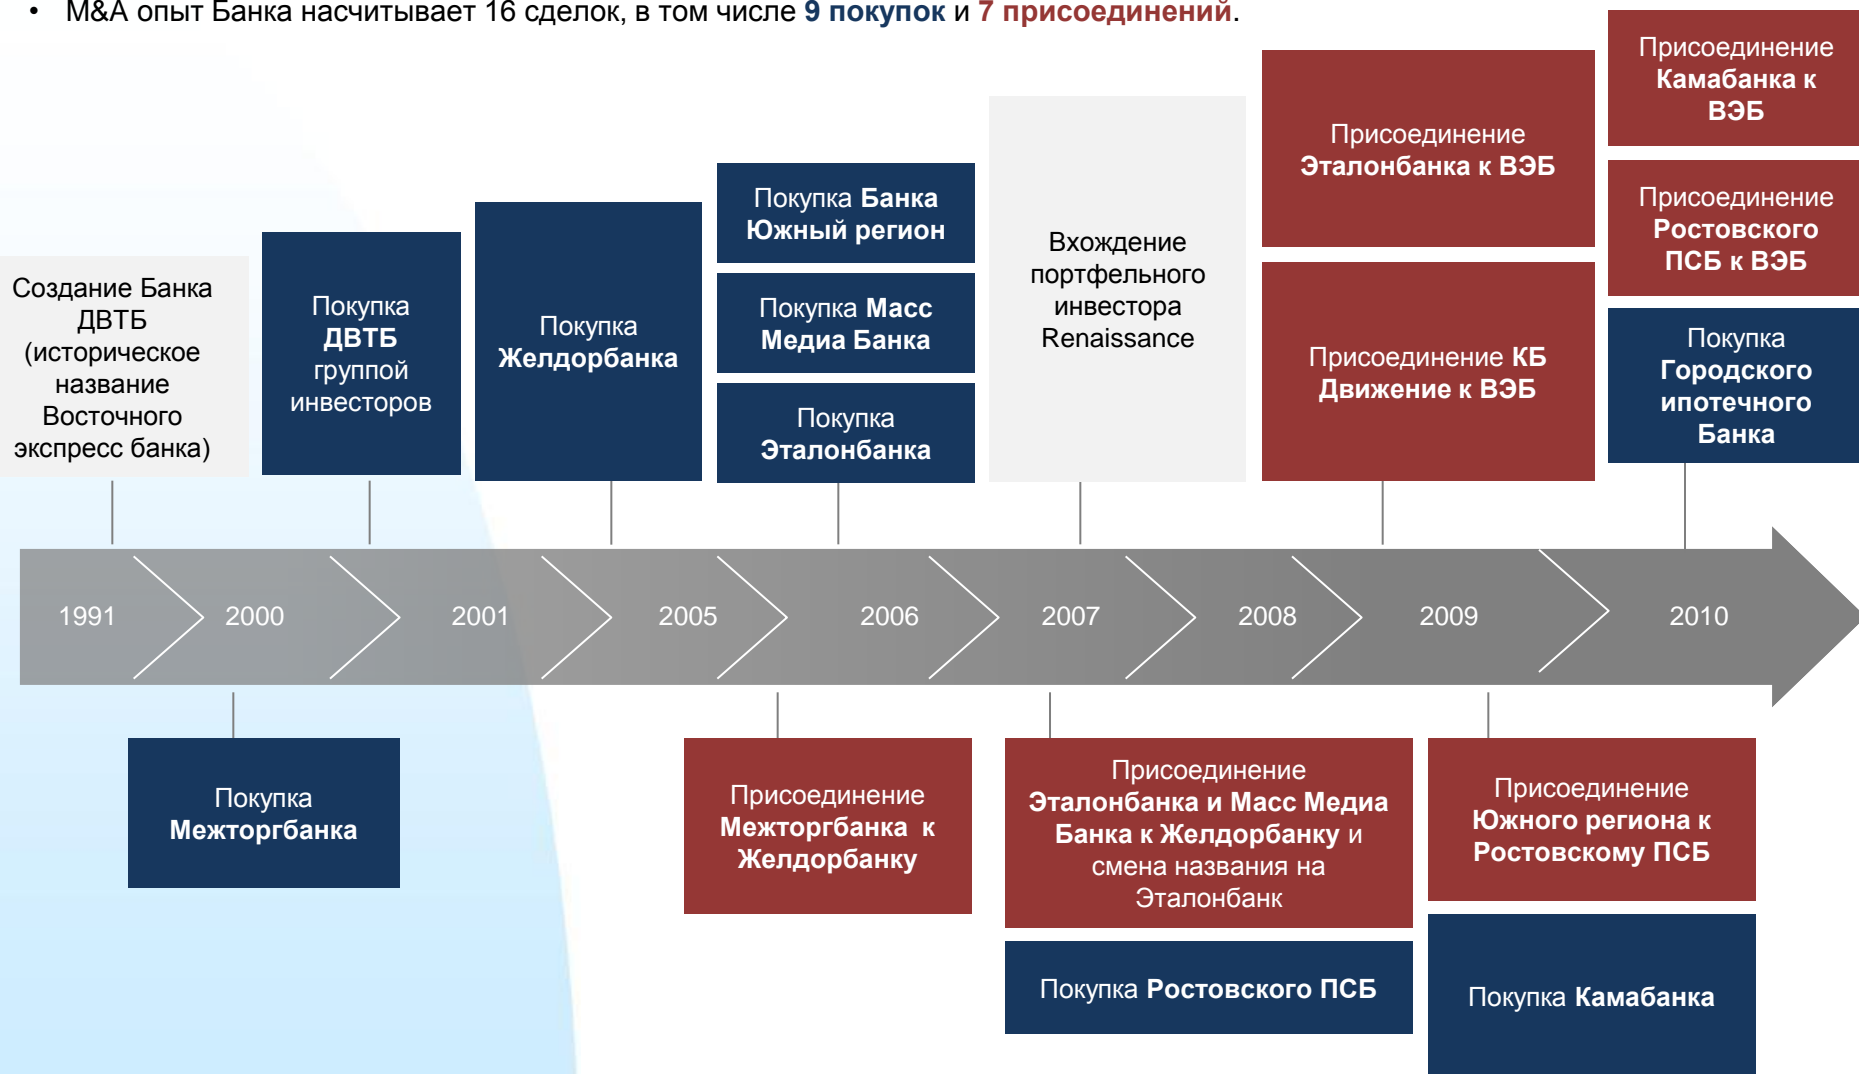 • M&A опыт Банка насчитывает 16 сделок, в том числе 9 покупок и 7 присоединений.
Создание Банка
ДВТБ
(историческое
название
Восточного
экспресс банка)
Покупка
ДВТБ
группой
инвесторов
Покупка
Желдорбанка
Покупка Банка
Южный регион
Покупка Масс
Медиа Банка
Покупка
Эталонбанка
Вхождение
портфельного
инвестора
Renaissance
Присоединение
Эталонбанка к ВЭБ
Присоединение КБ
Движение к ВЭБ
Присоединение
Камабанка к
ВЭБ
Присоединение
Ростовского
ПСБ к ВЭБ
Покупка
Городского
ипотечного
Банка
1991 2000 2001 2005 2006 2007 2008 2009 2010
Покупка
Межторгбанка
Присоединение
Межторгбанка к
Желдорбанку
Присоединение
Эталонбанка и Масс Медиа
Банка к Желдорбанку и
смена названия на
Эталонбанк
Покупка Ростовского ПСБ
Присоединение
Южного региона к
Ростовскому ПСБ
Покупка Камабанка